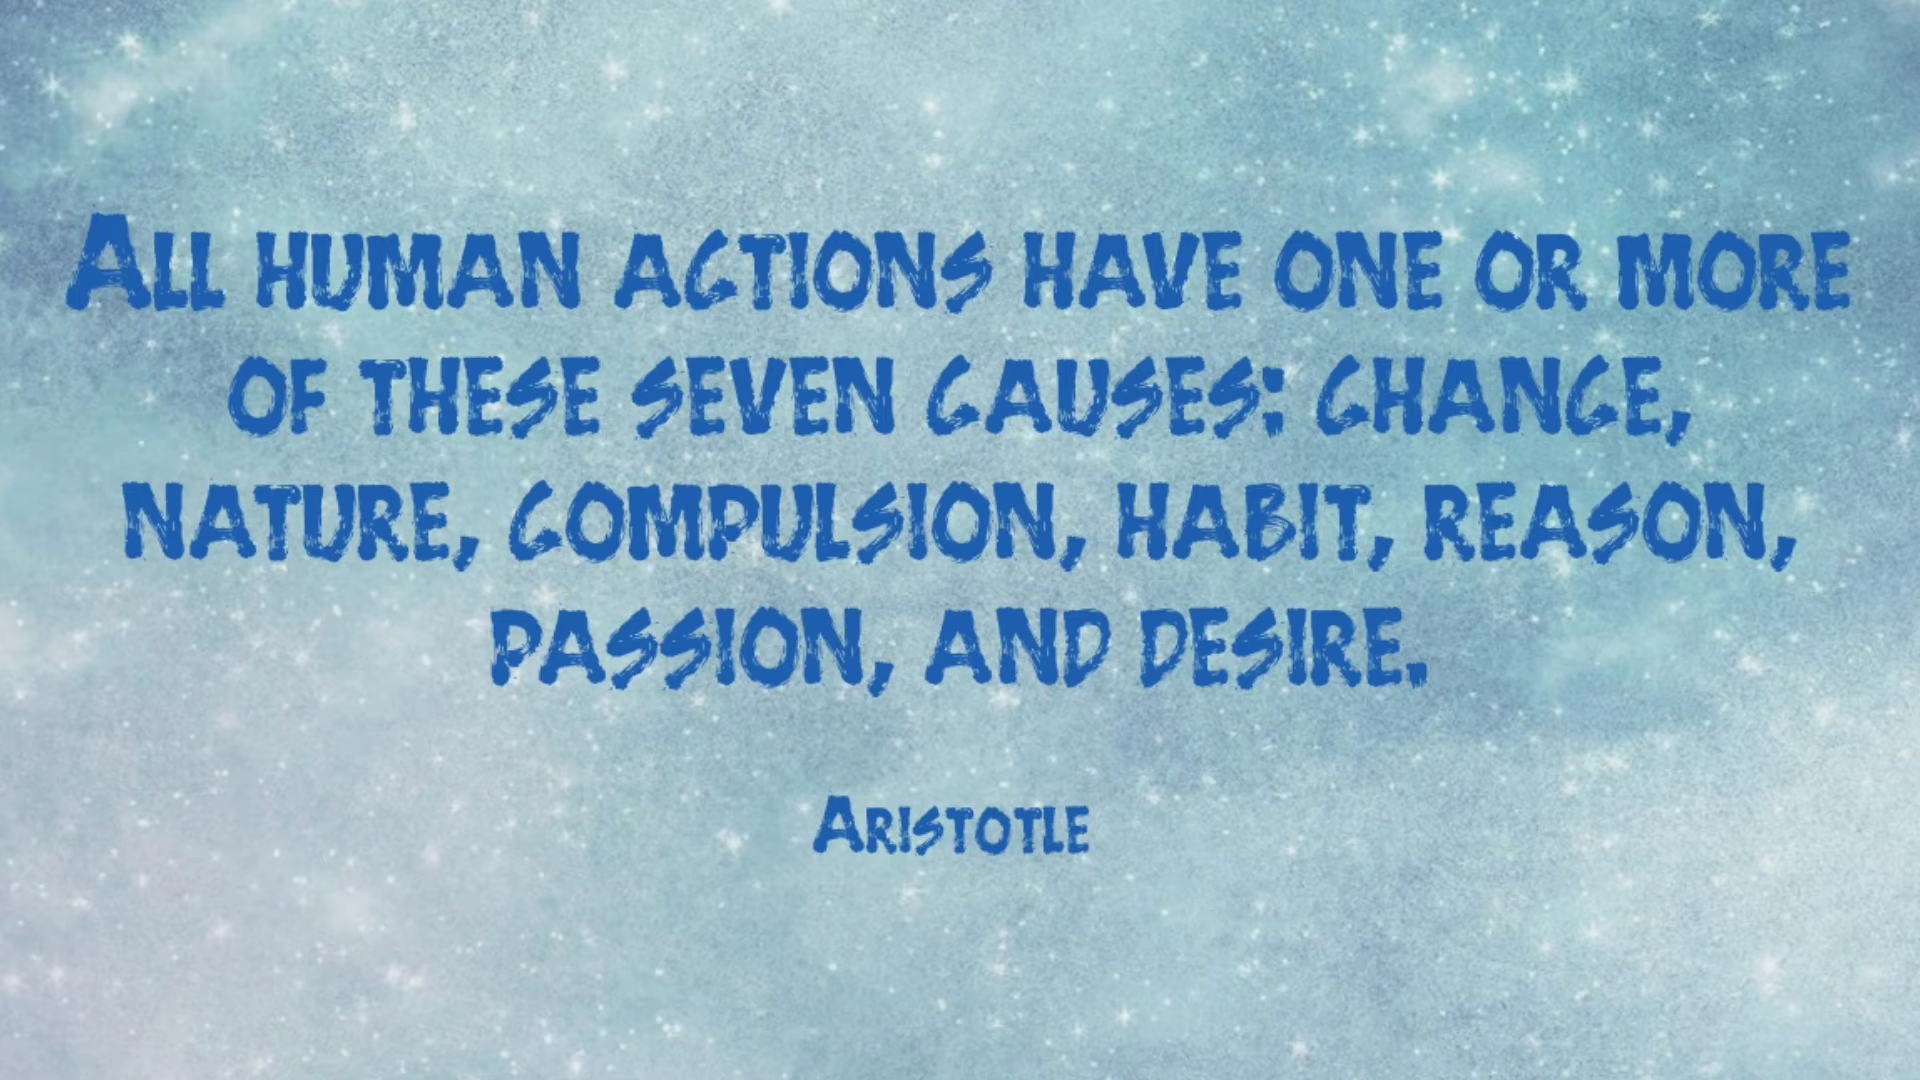 All human actions have one or more
of these seven causes: chance,
nature, compulsion, habit, reason,
passion, and desire.
Aristotle